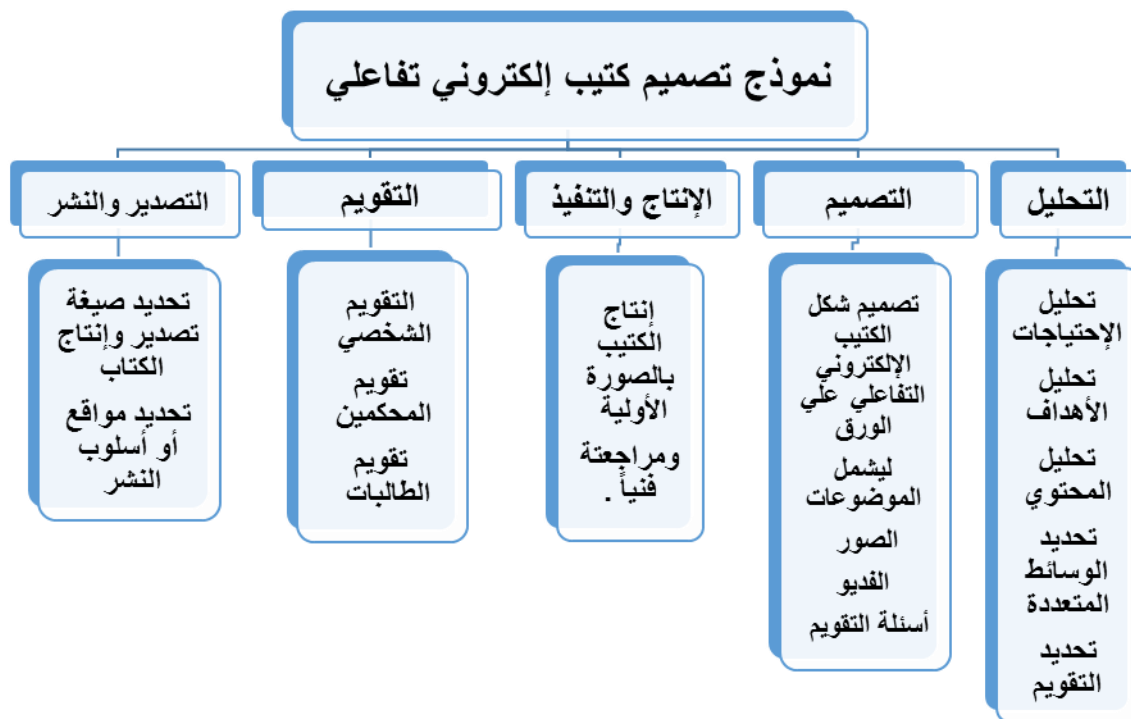 نموذج تصميم كتيب إلكتروني تفاعلي
التحليل
التصميم
الإنتاج والتنفيذ
التقويم
التصدير والنشر
تحليل
الإحتياجات
تحليل
الأهداف
تحليل
المحتوي
تحديد
الوسائط
المتعددة
تحديد
التقويم
تصميم شكل
الكتيب
الإلكتروني
التفاعلي علي
الورق
ليشمل
الموضوعات
الصور
الفديو
أسئلة التقويم
إنتاج
الكتيب
بالصورة
الأولية
ومراجعتة
فنياً .
التقويم
الشخصي
تقويم
المحكمين
تقويم
الطالبات
تحديد صيغة
تصدير وإنتاج
الكتاب
تحديد مواقع
أو أسلوب
النشر